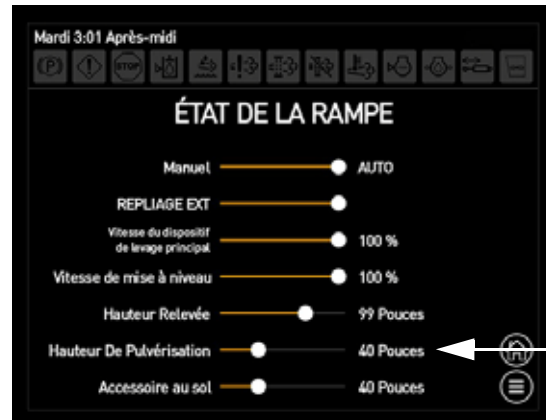 Mardi 3:01 Après-midi
STOP
ÉTAT DE LA RAMPE
Manuel AUTO
REPLIAGE EXT
Vitesse du dispositif
de levage principal 100 %
Vitesse de mise à niveau 100 %
Hauteur Relevée 99 Pouces
Hauteur De Pulvérisation 40 Pouces
Accessoire au sol 40 Pouces